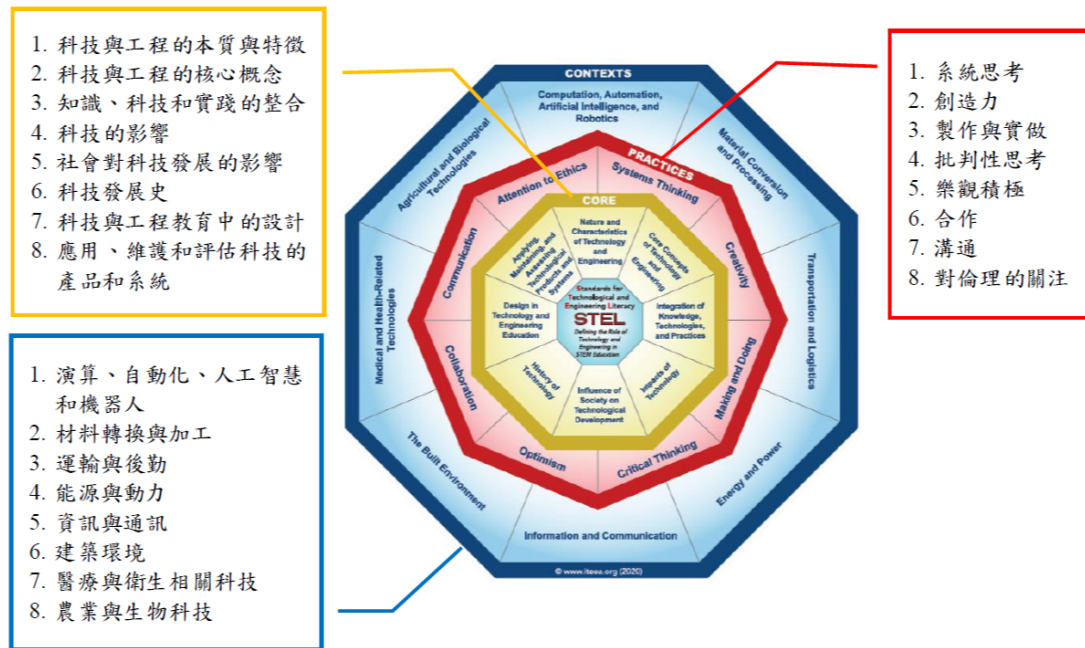 1. 科技與工程的本質與特徵
2. 科技與工程的核心概念
3. 知識、科技和實踐的整合
4. 科技的影響
5. 社會對科技發展的影響
6. 科技發展史
7. 科技與工程教育中的設計
8. 應用、維護和評估科技的
產品和系統
1. 演算、自動化、人工智慧
和機器人
2. 材料轉換與加工
3. 運輸與後勤
4. 能源與動力
5. 資訊與通訊
6. 建築環境
7. 醫療與衛生相關科技
8. 農業與生物科技
CONTEXTS
Computation, Automation,
Artificial Intelligence, and
Robotics
Material Conversion
and Processing
Transportation and Logistics
Energy and Power
Information and Communication
The Built Environment
Medical and Health-Related
Technologies
Agricultural and Biological
Technologies
PRACTICES
Systems Thinking
Creativity
Making and Doing
Critical Thinking
Optimism
Collaboration
Communication
Attention to Ethics
CORE
Nature and
Characteristics
of Technology
and
Engineering
Core Concepts
of Technology
and
Engineering
Integration of
Knowledge,
Technologies,
and Practices
Impacts of
Technology
Influence of
Society on
Technological
Development
History of
Technology
Design in
Technology and
Engineering
Education
Applying,
Maintaining, and
Assessing
Technological
Products and
Systems
Standards for
Technological and
Engineering Literacy
STEL
Defining the Role of
Technology and
Engineering in
STEM Education
© www.iteea.org (2020)
1. 系統思考
2. 創造力
3. 製作與實做
4. 批判性思考
5. 樂觀積極
6. 合作
7. 溝通
8. 對倫理的關注